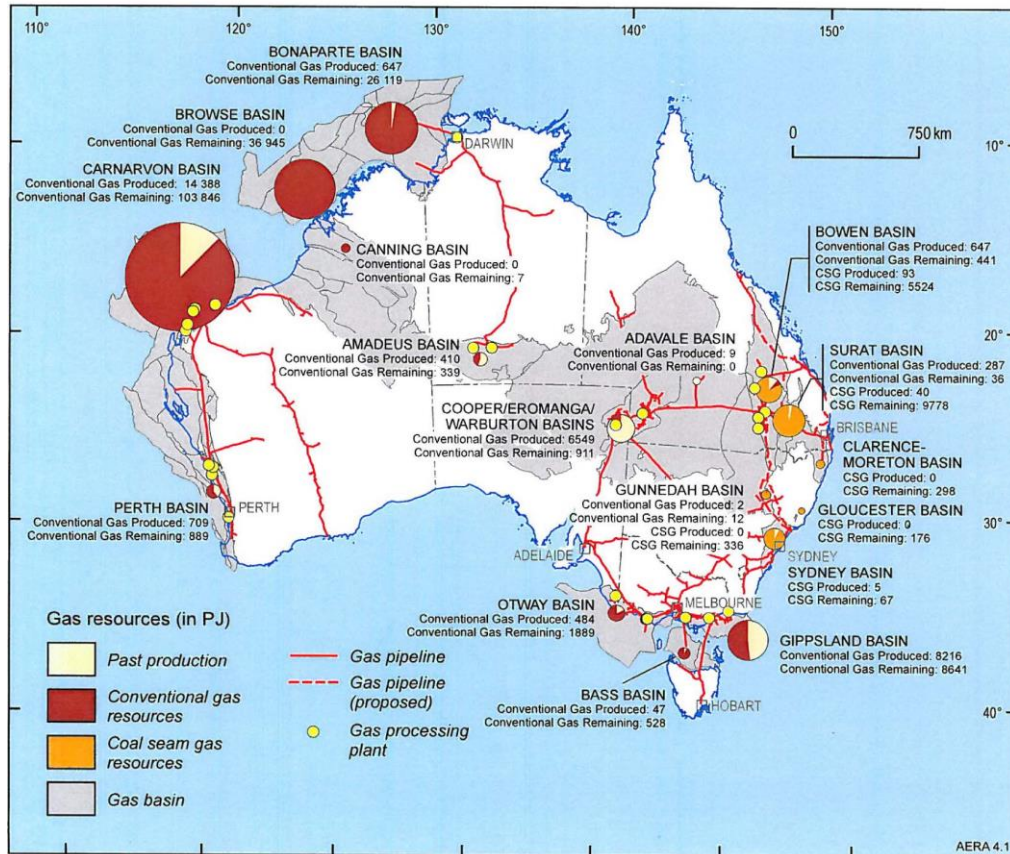 110°
120°
130°
140°
150°
BONAPARTE BASIN
Conventional Gas Produced: 647
Conventional Gas Remaining: 26 119
BROWSE BASIN
Conventional Gas Produced: 0
Conventional Gas Remaining: 36 945
CARNARVON BASIN
Conventional Gas Produced: 14 388
Conventional Gas Remaining: 103 846
DARWIN
0
750 km
10°
CANNING BASIN
Conventional Gas Produced: 0
Conventional Gas Remaining: 7
BOWEN BASIN
Conventional Gas Produced: 647
Conventional Gas Remaining: 441
CSG Produced: 93
CSG Remaining: 5524
20°
AMADEUS BASIN
Conventional Gas Produced: 410
Conventional Gas Remaining: 339
ADAVALE BASIN
Conventional Gas Produced: 9
Conventional Gas Remaining: 0
SURAT BASIN
Conventional Gas Produced: 287
Conventional Gas Remaining: 36
CSG Produced: 40
CSG Remaining: 9778
BRISBANE
COOPER/EROMANGA/
WARBURTON BASINS
Conventional Gas Produced: 6549
Conventional Gas Remaining: 911
CLARENCE-
MORETON BASIN
CSG Produced: 0
CSG Remaining: 298
GUNNEDAH BASIN
Conventional Gas Produced: 2
Conventional Gas Remaining: 12
CSG Produced: 0
CSG Remaining: 336
GLOUCESTER BASIN
CSG Produced: 0
CSG Remaining: 176
PERTH BASIN
Conventional Gas Produced: 709
Conventional Gas Remaining: 889
PERTH
30°
ADELAIDE
SYDNEY
SYDNEY BASIN
CSG Produced: 5
CSG Remaining: 67
OTWAY BASIN
Conventional Gas Produced: 484
Conventional Gas Remaining: 1889
MELBOURNE
GIPPSLAND BASIN
Conventional Gas Produced: 8216
Conventional Gas Remaining: 8641
BASS BASIN
Conventional Gas Produced: 47
Conventional Gas Remaining: 528
HOBART
40°
Gas resources (in PJ)
Past production
Conventional gas
resources
Coal seam gas
resources
Gas basin
Gas pipeline
Gas pipeline
(proposed)
Gas processing
plant
AERA 4.1